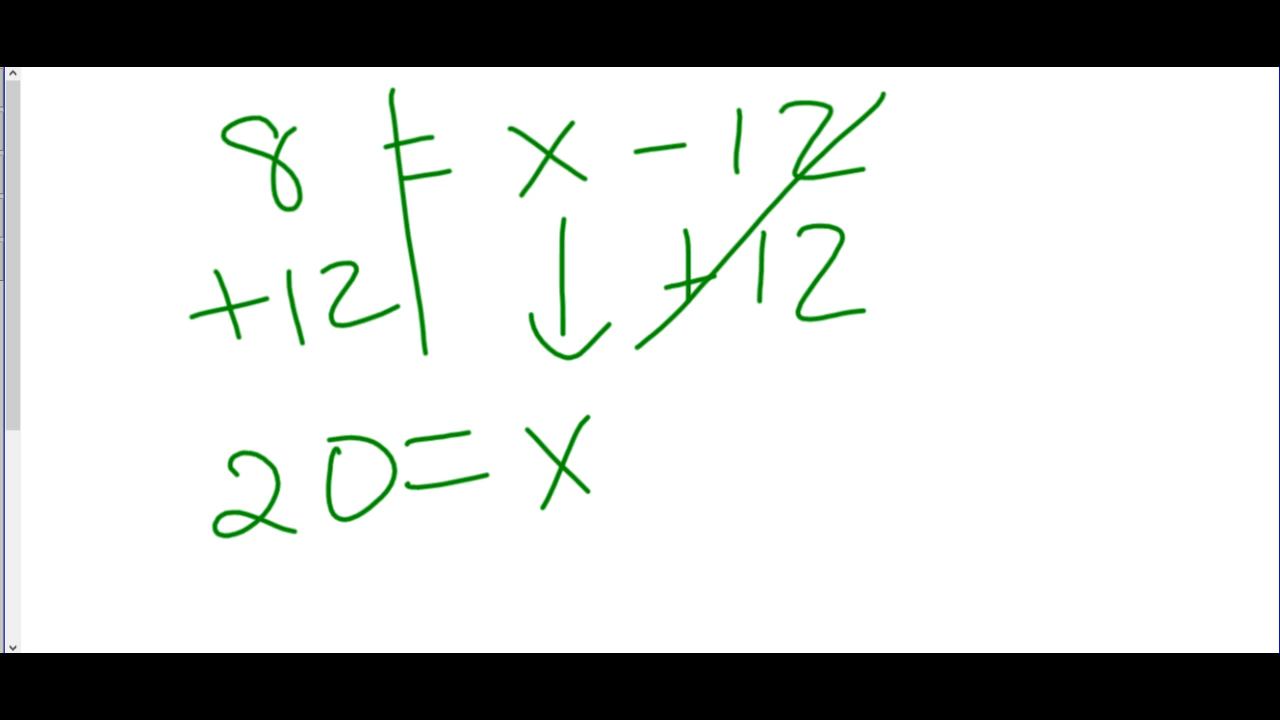 8 = x - 12
+12 + 12
20 = x